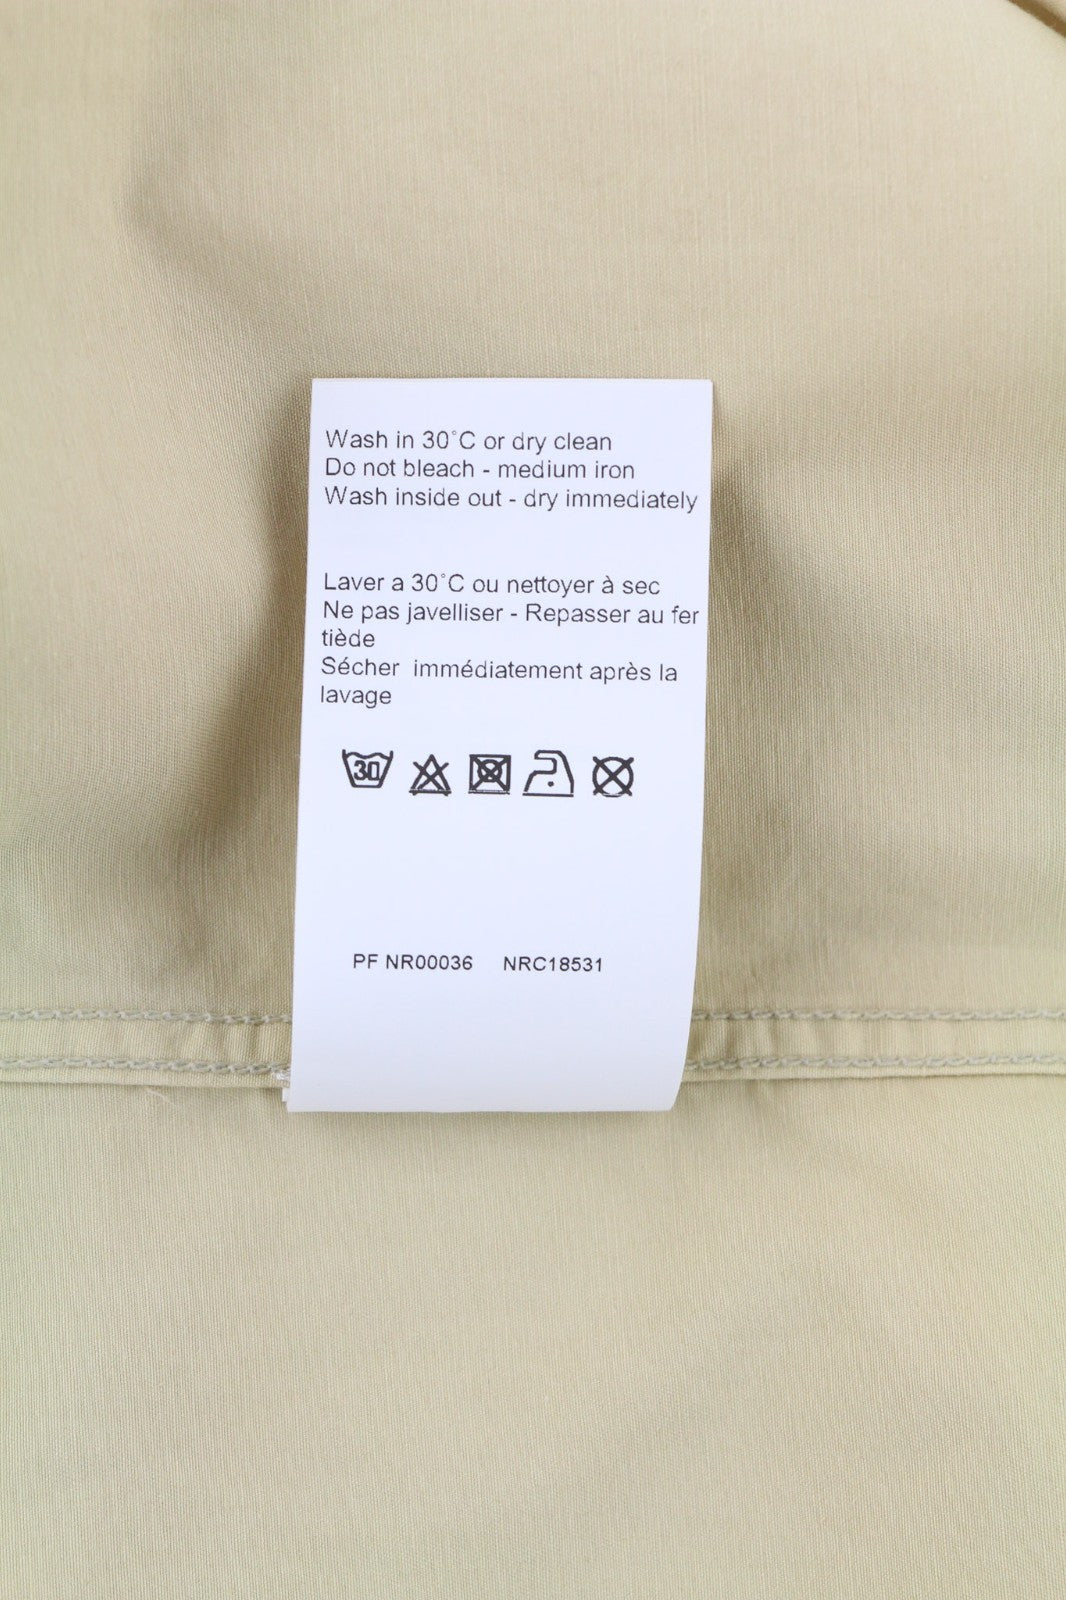 Wash in 30°C or dry clean
Do not bleach - medium iron
Wash inside out - dry immediately
Laver a 30°C ou nettoyer à sec
Ne pas javelliser - Repasser au fer
tiède
Sécher immédiatement après la
lavage
30
PF NR00036 NRC18531